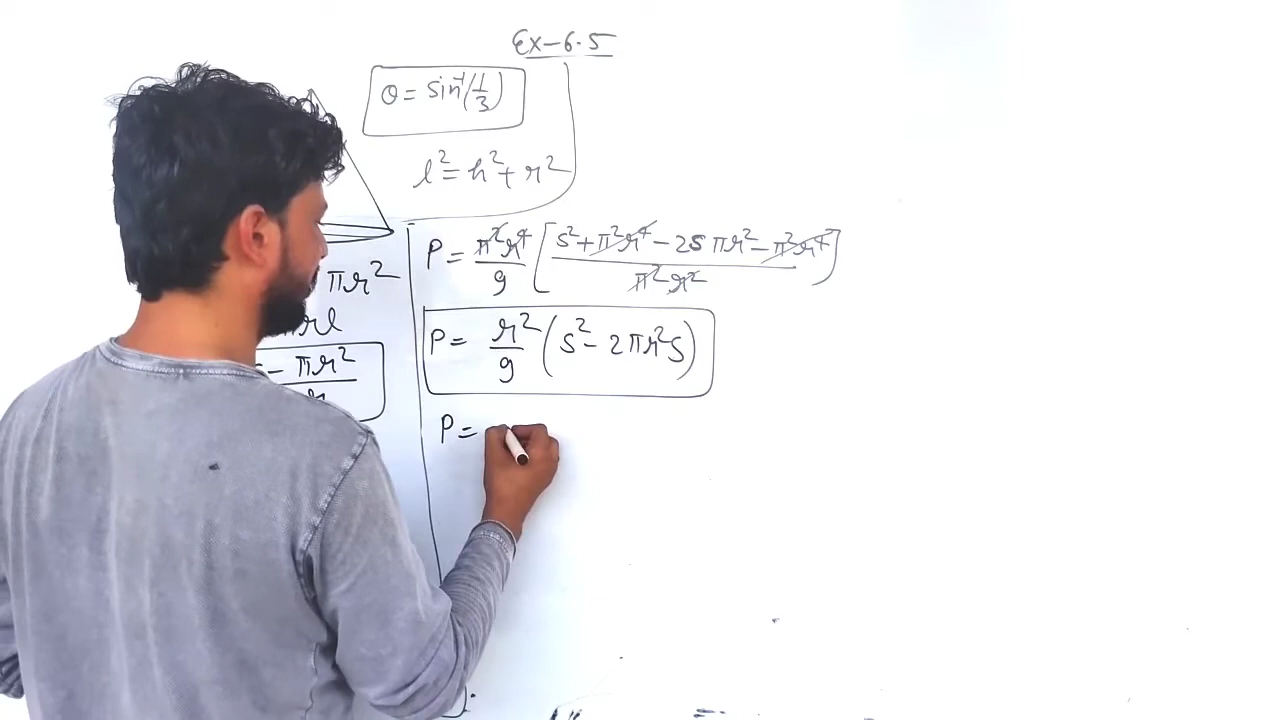 Ex-6.5
θ = sin⁻¹(1/3)
l² = h² + r²
πr²
πrl
- πr²
P = π²r⁴/9 [ (s² + π²r⁴ - 2s πr² - π²r⁴) / π²r² ]
P = r²/9 (s² - 2πr²s)
P =